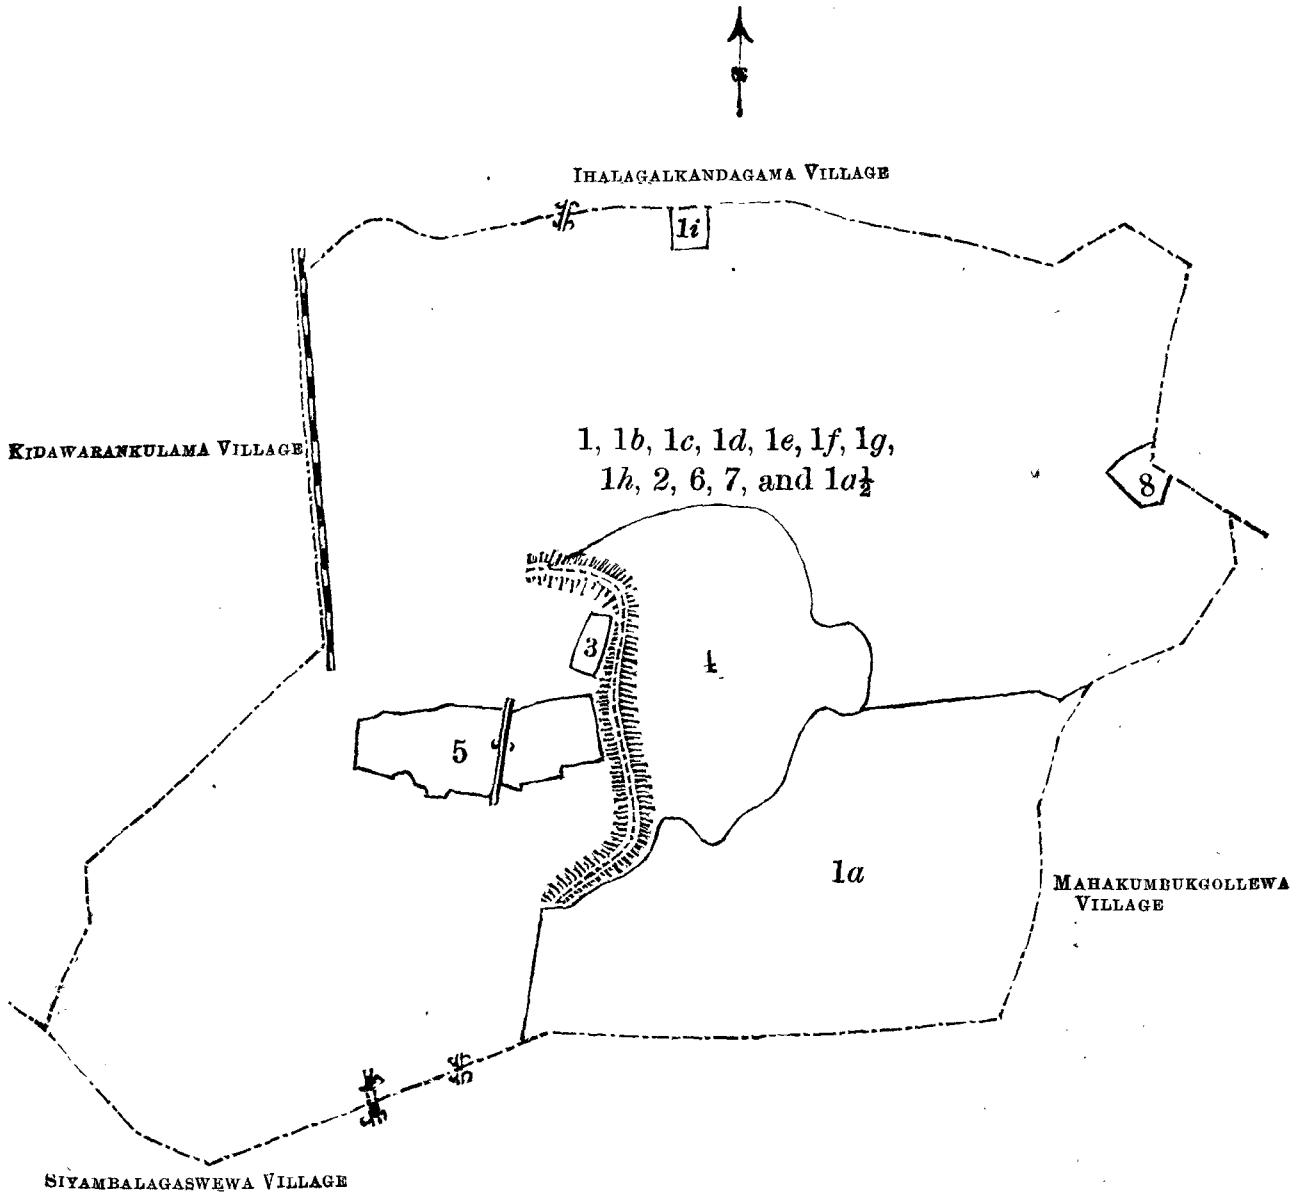 IHALAGALKANDAGAMA VILLAGE
1i
KIDAWARANKULAMA VILLAGE
1, 1b, 1c, 1d, 1e, 1f, 1g,
1h, 2, 6, 7, and 1a½
8
3
4
5
1a
MAHAKUMBUKGOLLEWA
VILLAGE
SIYAMBALAGASWEWA VILLAGE